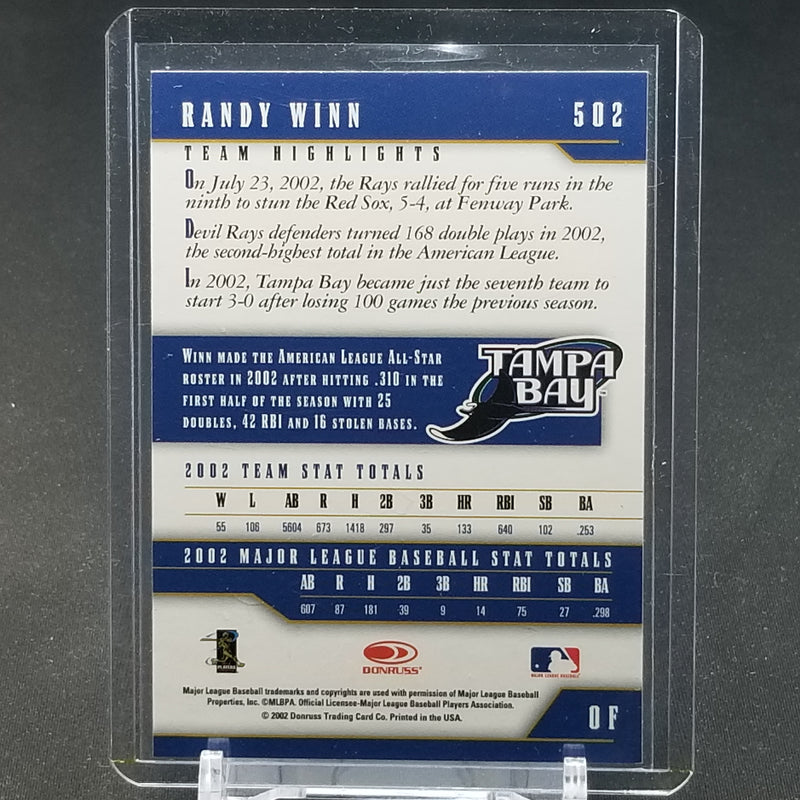 RANDY WINN 502
TEAM HIGHLIGHTS
On July 23, 2002, the Rays rallied for five runs in the
ninth to stun the Red Sox, 5-4, at Fenway Park.
Devil Rays defenders turned 168 double plays in 2002,
the second-highest total in the American League.
In 2002, Tampa Bay became just the seventh team to
start 3-0 after losing 100 games the previous season.
WINN MADE THE AMERICAN LEAGUE ALL-STAR
ROSTER IN 2002 AFTER HITTING .310 IN THE
FIRST HALF OF THE SEASON WITH 25
DOUBLES, 42 RBI AND 16 STOLEN BASES.
TAMPA
BAY
2002 TEAM STAT TOTALS
W L AB R H 2B 3B HR RBI SB BA
55 106 5604 673 1418 297 35 133 640 102 .253
2002 MAJOR LEAGUE BASEBALL STAT TOTALS
AB R H 2B 3B HR RBI SB BA
607 87 181 39 9 14 75 27 .298
PLAYERS
DONRUSS
MAJOR LEAGUE BASEBALL
Major League Baseball trademarks and copyrights are used with permission of Major League Baseball
Properties, Inc. ©MLBPA. Official Licensee-Major League Baseball Players Association.
© 2002 Donruss Trading Card Co. Printed in the USA.
OF